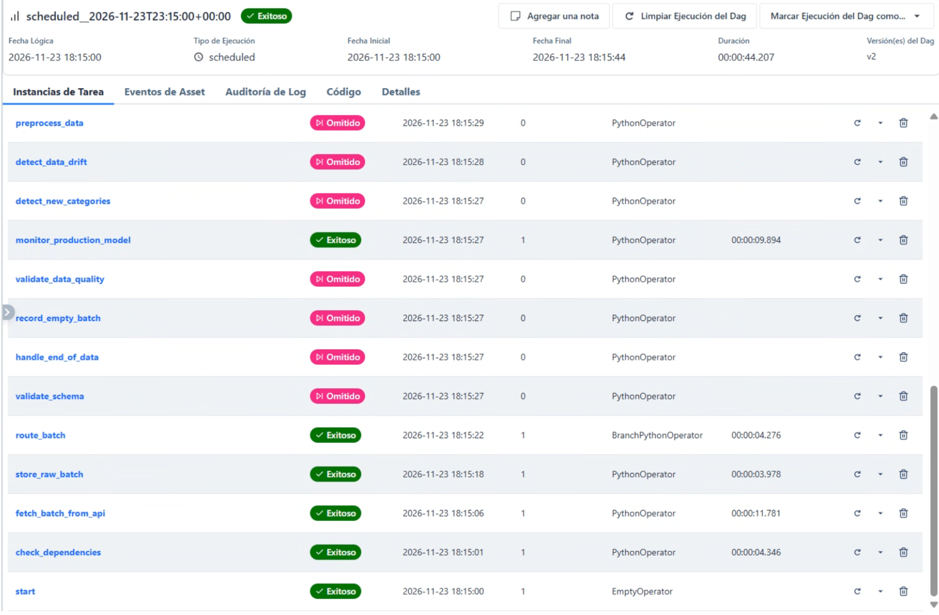 scheduled__2026-11-23T23:15:00+00:00 Exitoso Agregar una nota Limpiar Ejecución del Dag Marcar Ejecución del Dag como...
Fecha Lógica Tipo de Ejecución Fecha Inicial Fecha Final Duración Versión(es) del Dag
2026-11-23 18:15:00 scheduled 2026-11-23 18:15:00 2026-11-23 18:15:44 00:00:44.207 v2
Instancias de Tarea Eventos de Asset Auditoría de Log Código Detalles
preprocess_data Omitido 2026-11-23 18:15:29 0 PythonOperator
detect_data_drift Omitido 2026-11-23 18:15:28 0 PythonOperator
detect_new_categories Omitido 2026-11-23 18:15:27 0 PythonOperator
monitor_production_model Exitoso 2026-11-23 18:15:27 1 PythonOperator 00:00:09.894
validate_data_quality Omitido 2026-11-23 18:15:27 0 PythonOperator
record_empty_batch Omitido 2026-11-23 18:15:27 0 PythonOperator
handle_end_of_data Omitido 2026-11-23 18:15:27 0 PythonOperator
validate_schema Omitido 2026-11-23 18:15:27 0 PythonOperator
route_batch Exitoso 2026-11-23 18:15:22 1 BranchPythonOperator 00:00:04.276
store_raw_batch Exitoso 2026-11-23 18:15:18 1 PythonOperator 00:00:03.978
fetch_batch_from_api Exitoso 2026-11-23 18:15:06 1 PythonOperator 00:00:11.781
check_dependencies Exitoso 2026-11-23 18:15:01 1 PythonOperator 00:00:04.346
start Exitoso 2026-11-23 18:15:00 1 EmptyOperator